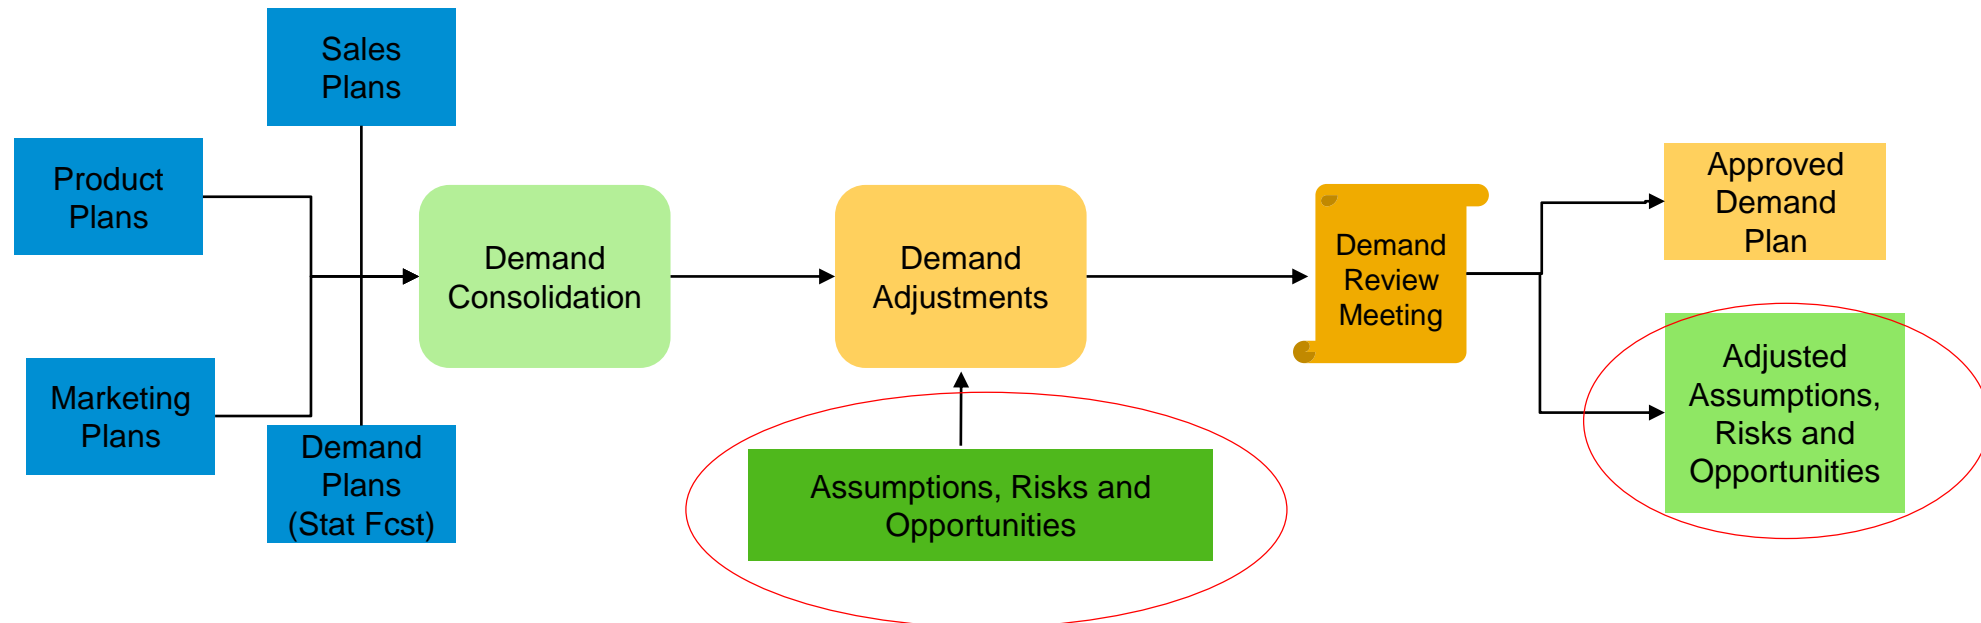 Sales
Plans
Product
Plans
Marketing
Plans
Demand
Plans
(Stat Fcst)
Demand
Consolidation
Demand
Adjustments
Assumptions, Risks and
Opportunities
Demand
Review
Meeting
Approved
Demand
Plan
Adjusted
Assumptions,
Risks and
Opportunities